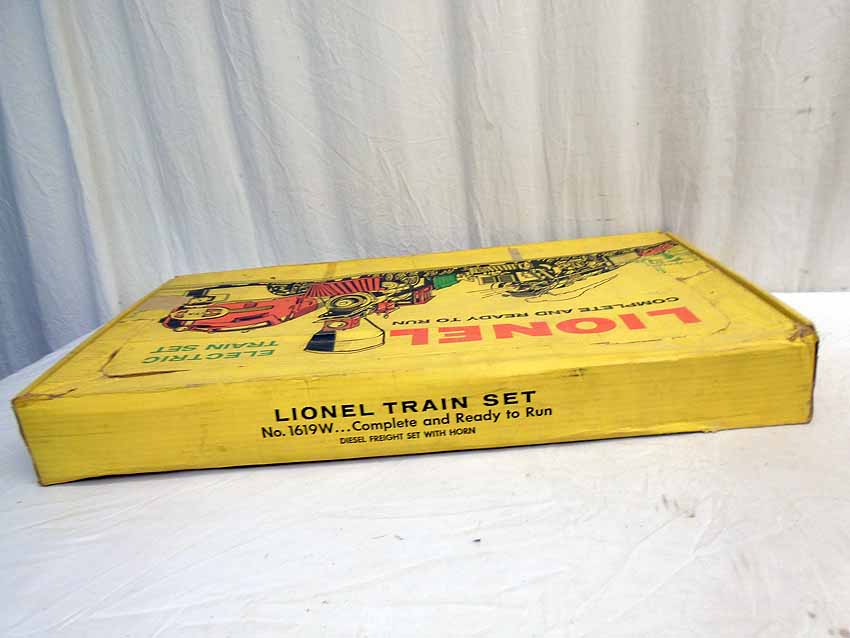 LIONEL
COMPLETE AND READY TO RUN
ELECTRIC
TRAIN SET
LIONEL TRAIN SET
No. 1619W...Complete and Ready to Run
DIESEL FREIGHT SET WITH HORN